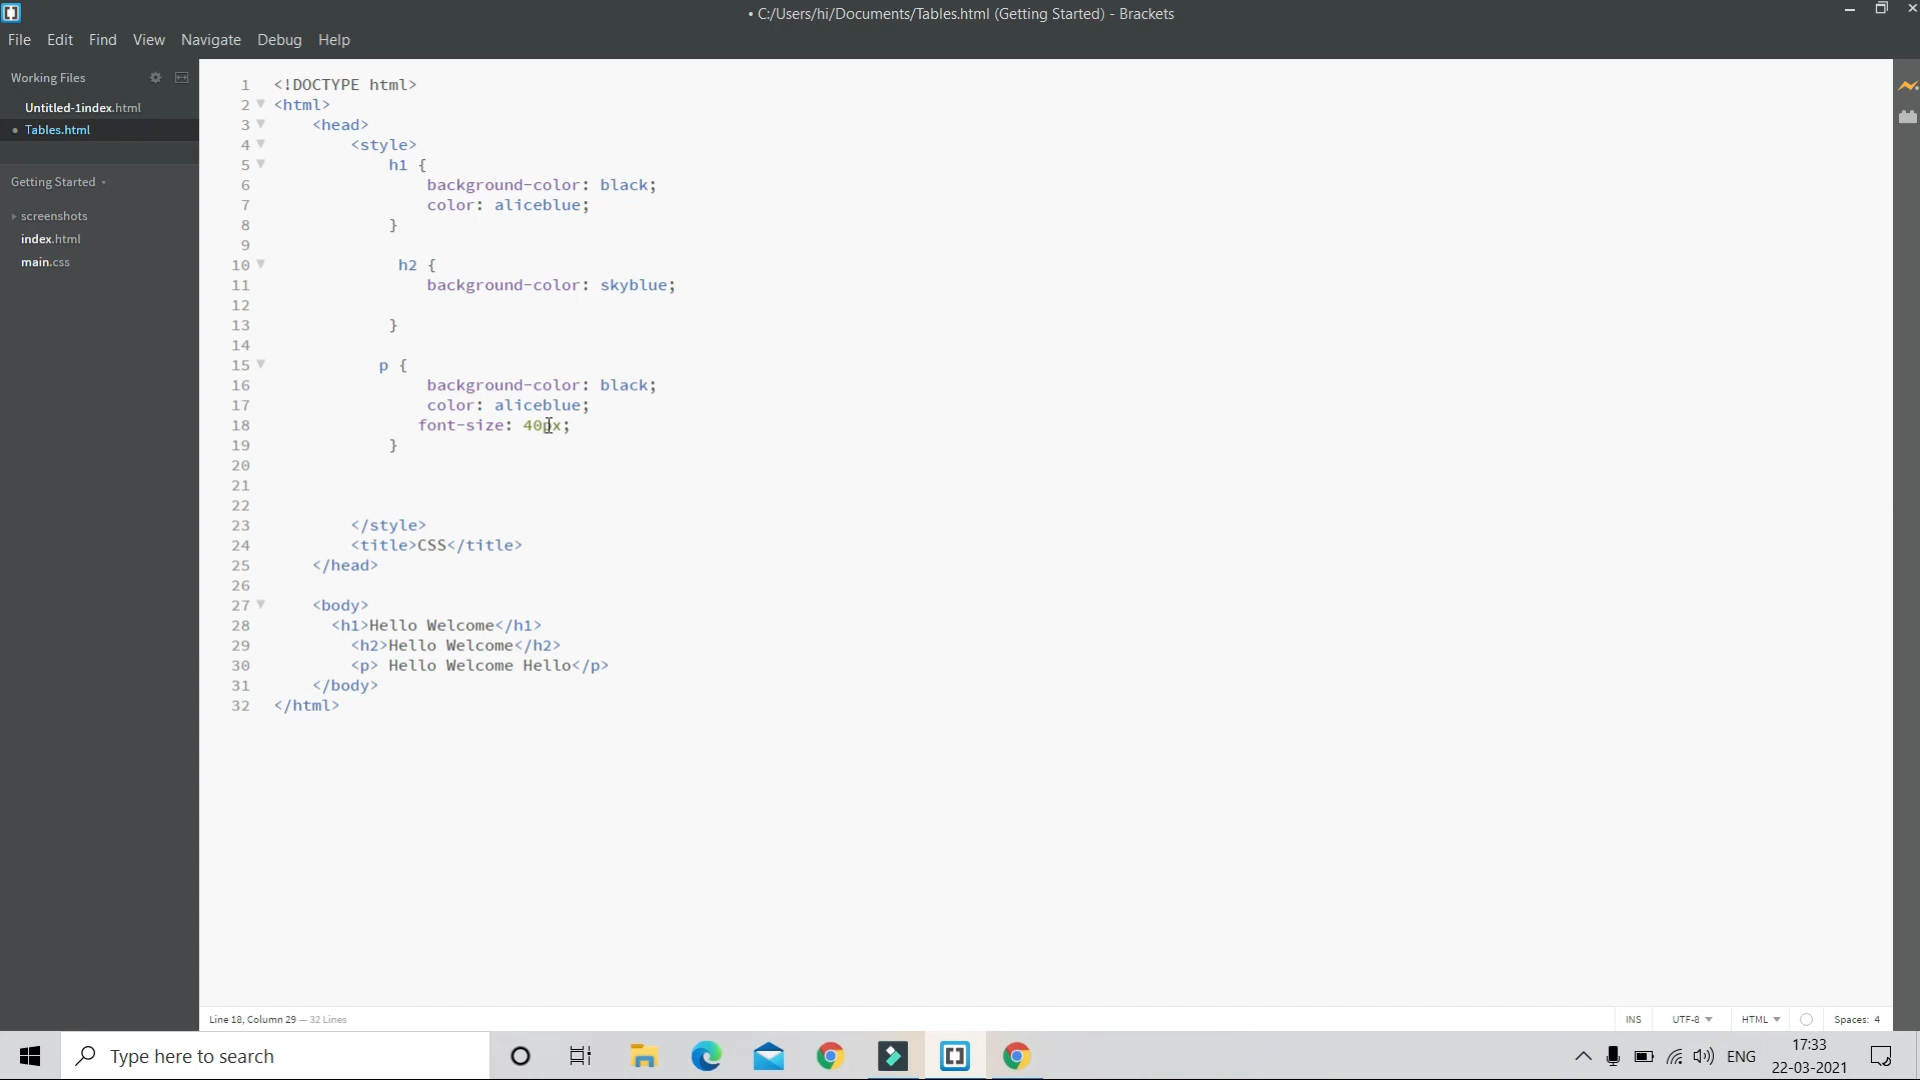 • C:/Users/hi/Documents/Tables.html (Getting Started) - Brackets
File Edit Find View Navigate Debug Help
Working Files
Untitled-1index.html
Tables.html
Getting Started
screenshots
index.html
main.css
1 <!DOCTYPE html>
2 <html>
3 <head>
4 <style>
5 h1 {
6 background-color: black;
7 color: aliceblue;
8 }
9
10 h2 {
11 background-color: skyblue;
12
13 }
14
15 p {
16 background-color: black;
17 color: aliceblue;
18 font-size: 40px;
19 }
20
21
22
23 </style>
24 <title>CSS</title>
25 </head>
26
27 <body>
28 <h1>Hello Welcome</h1>
29 <h2>Hello Welcome</h2>
30 <p> Hello Welcome Hello</p>
31 </body>
32 </html>
Line 18, Column 29 — 32 Lines INS UTF-8 HTML Spaces: 4
Type here to search ENG 17:33
22-03-2021